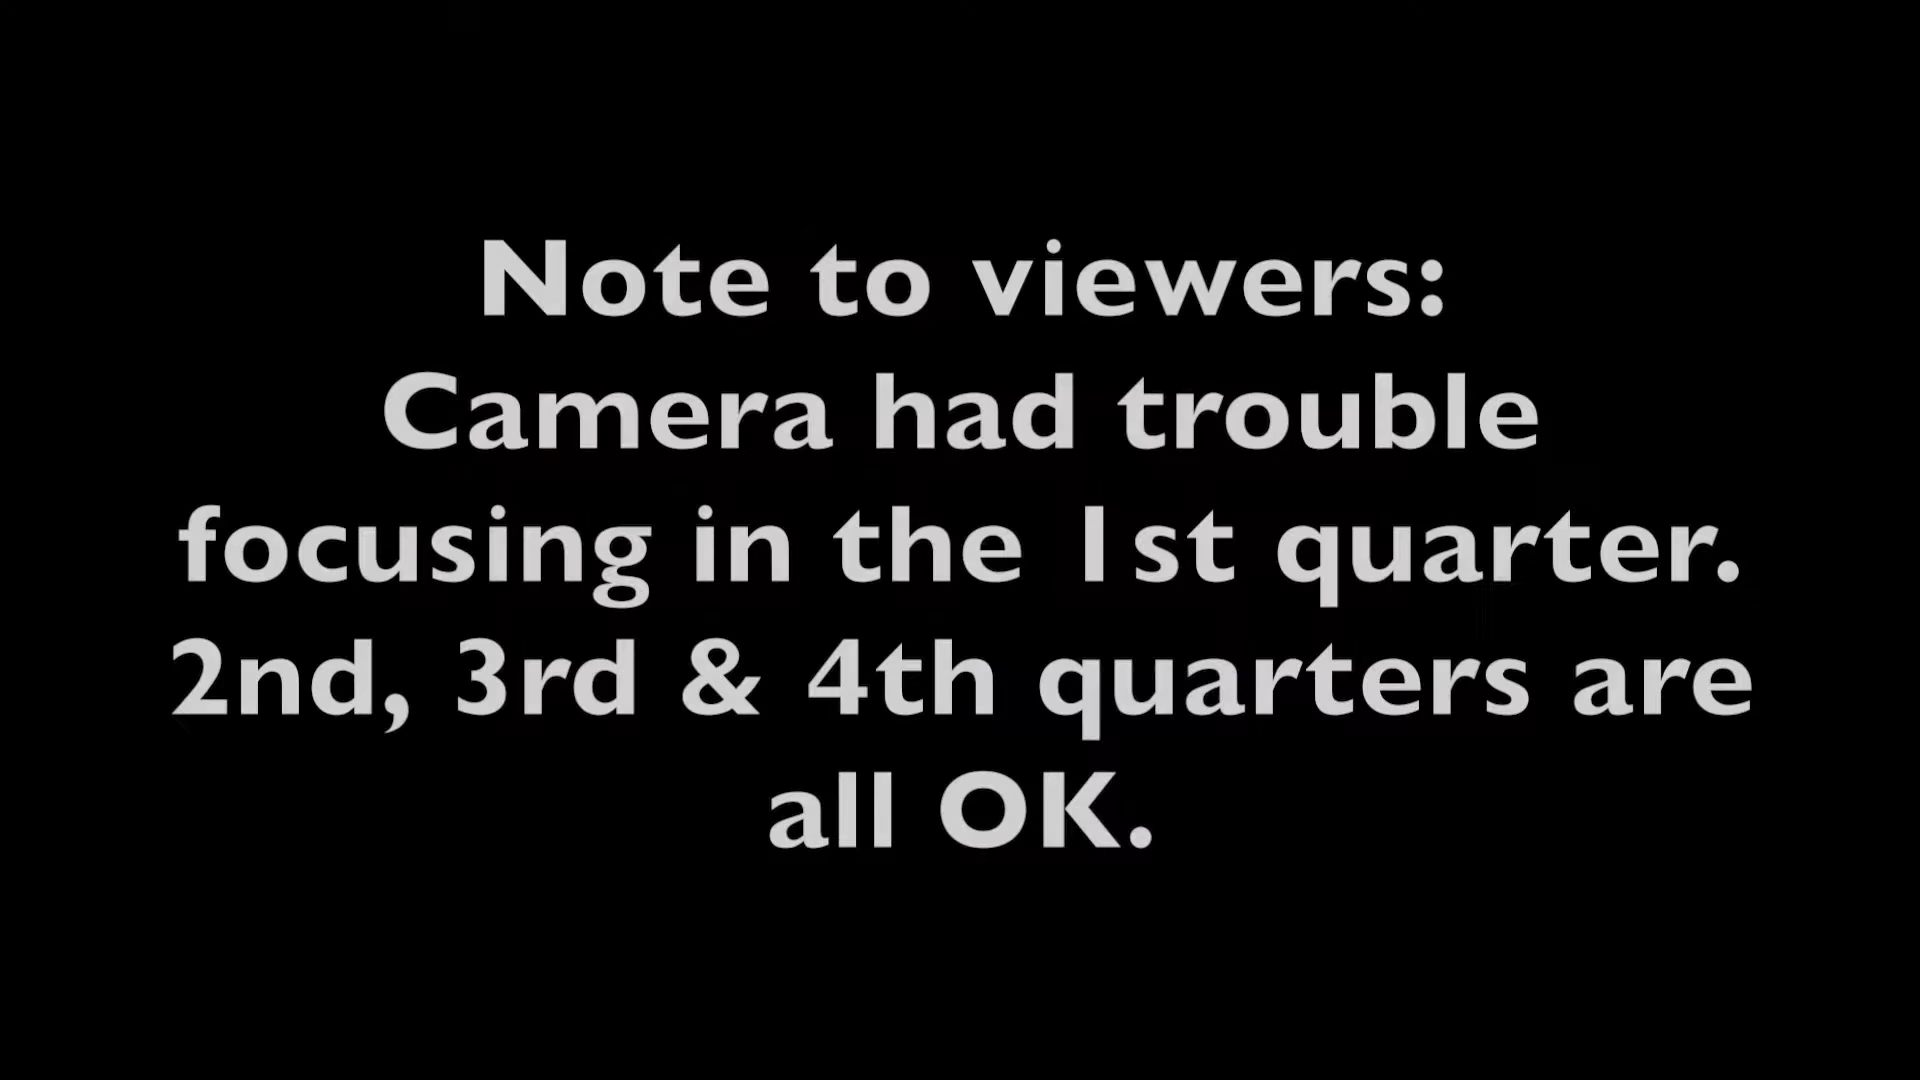 Note to viewers:
Camera had trouble
focusing in the 1st quarter.
2nd, 3rd & 4th quarters are
all OK.